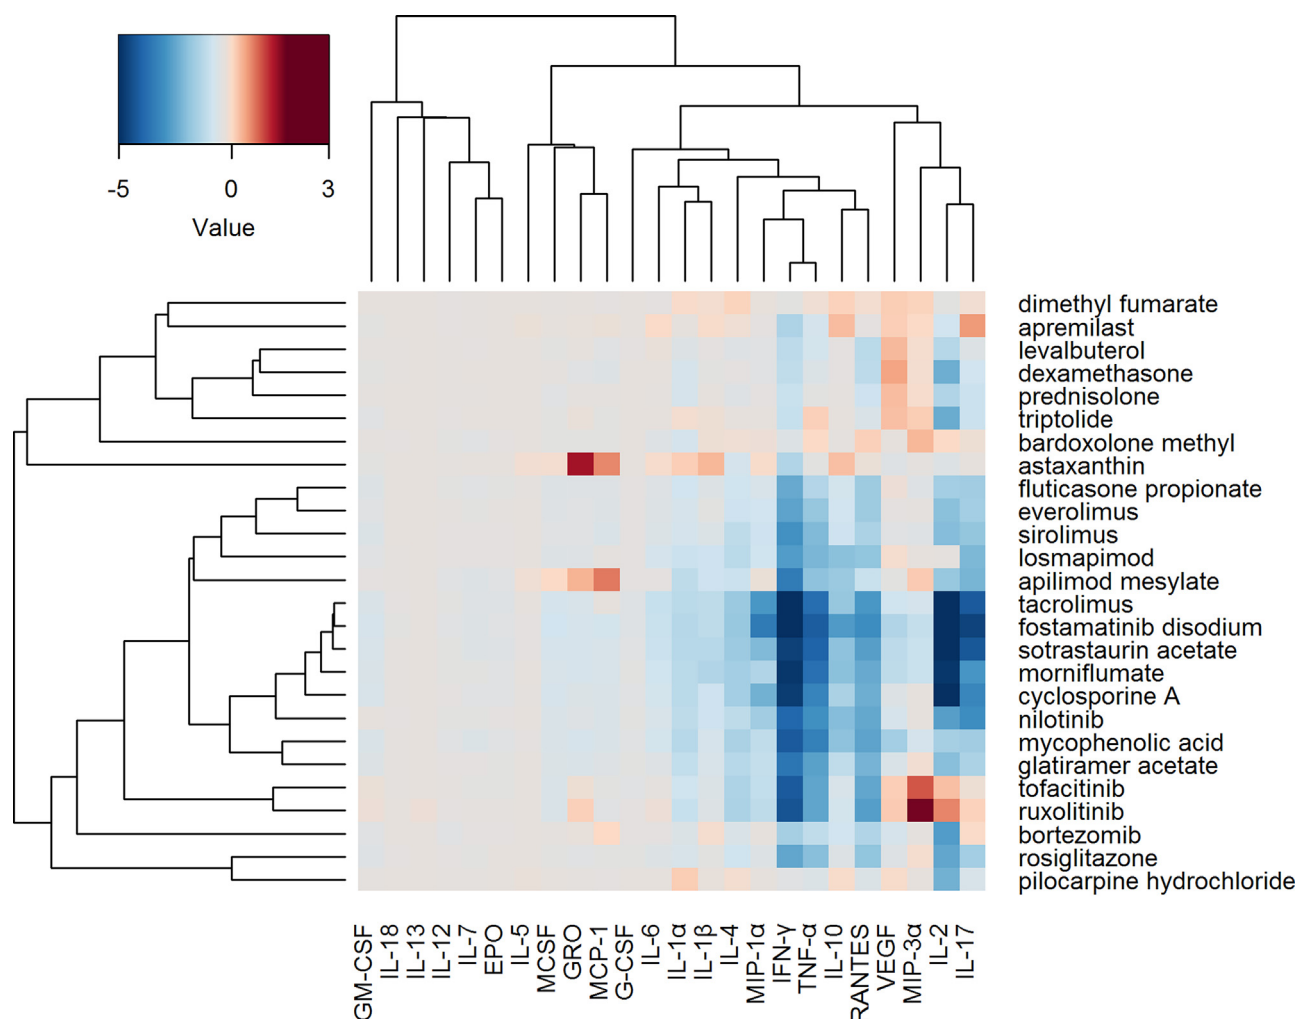 -5 0 3
Value
dimethyl fumarate
apremilast
levalbuterol
dexamethasone
prednisolone
triptolide
bardoxolone methyl
astaxanthin
fluticasone propionate
everolimus
sirolimus
losmapimod
apilimod mesylate
tacrolimus
fostamatinib disodium
sotrastaurin acetate
morniflumate
cyclosporine A
nilotinib
mycophenolic acid
glatiramer acetate
tofacitinib
ruxolitinib
bortezomib
rosiglitazone
pilocarpine hydrochloride
GM-CSF
IL-18
IL-13
IL-12
IL-7
EPO
IL-5
MCSF
GRO
MCP-1
G-CSF
IL-6
IL-1α
IL-1β
IL-4
MIP-1α
IFN-γ
TNF-α
IL-10
RANTES
VEGF
MIP-3α
IL-2
IL-17